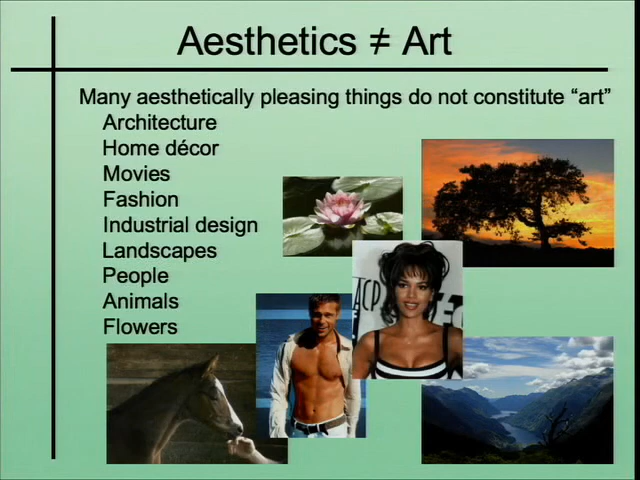 Aesthetics ≠ Art
Many aesthetically pleasing things do not constitute “art”
Architecture
Home décor
Movies
Fashion
Industrial design
Landscapes
People
Animals
Flowers
ACP